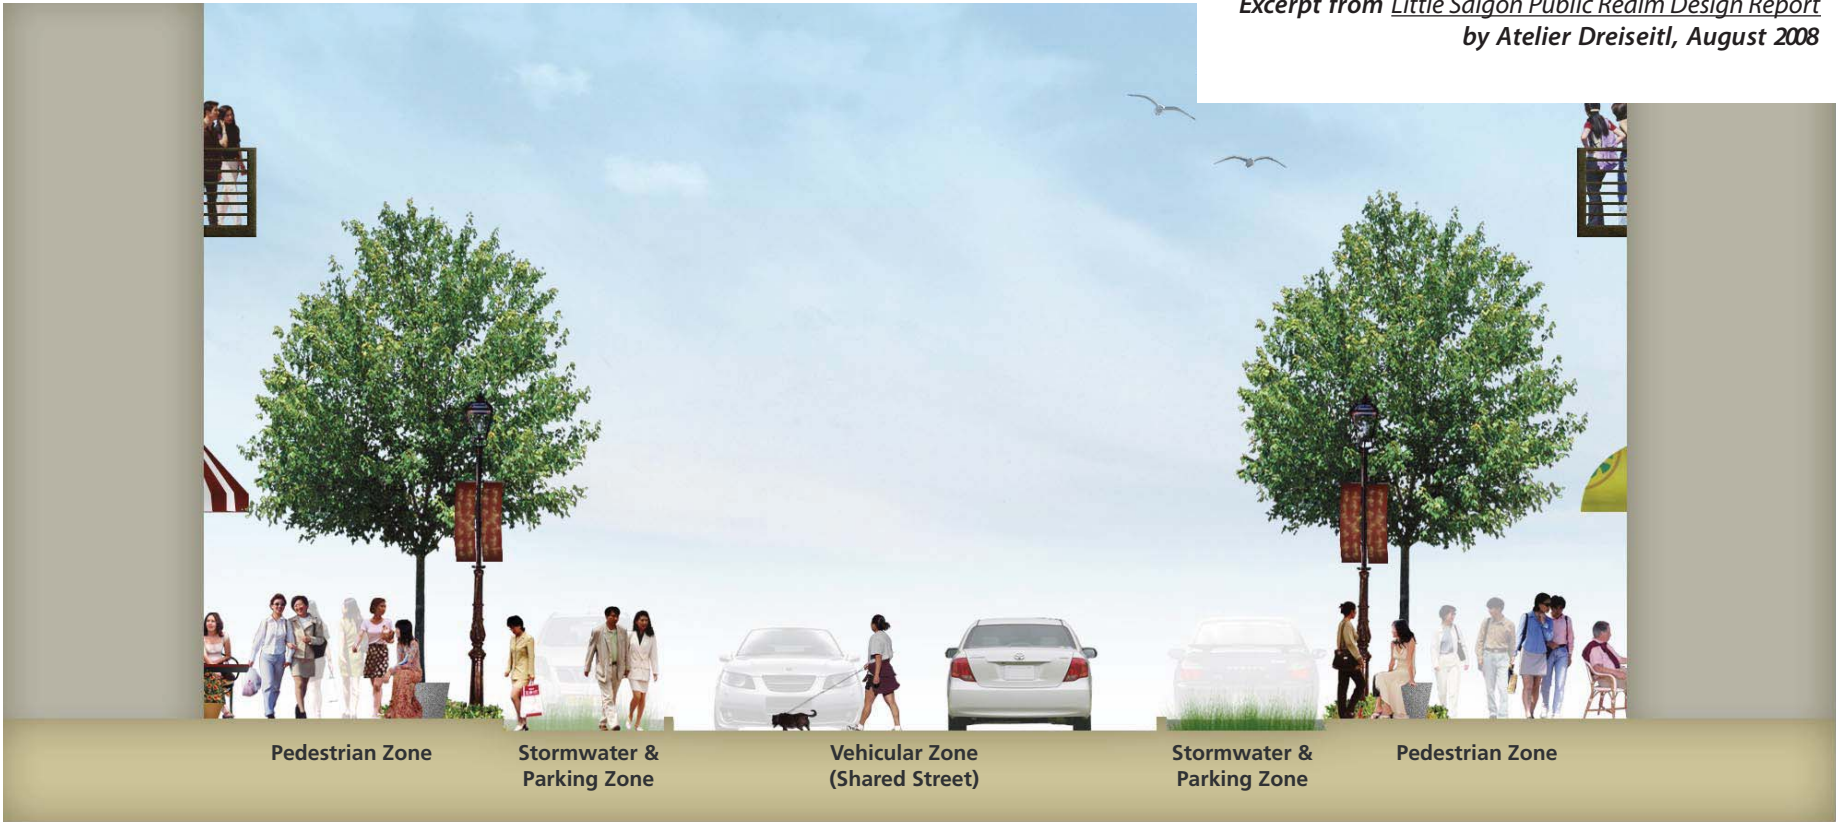 Excerpt from Little Saigon Public Realm Design Report
by Atelier Dreiseitl, August 2008
Pedestrian Zone
Stormwater &
Parking Zone
Vehicular Zone
(Shared Street)
Stormwater &
Parking Zone
Pedestrian Zone